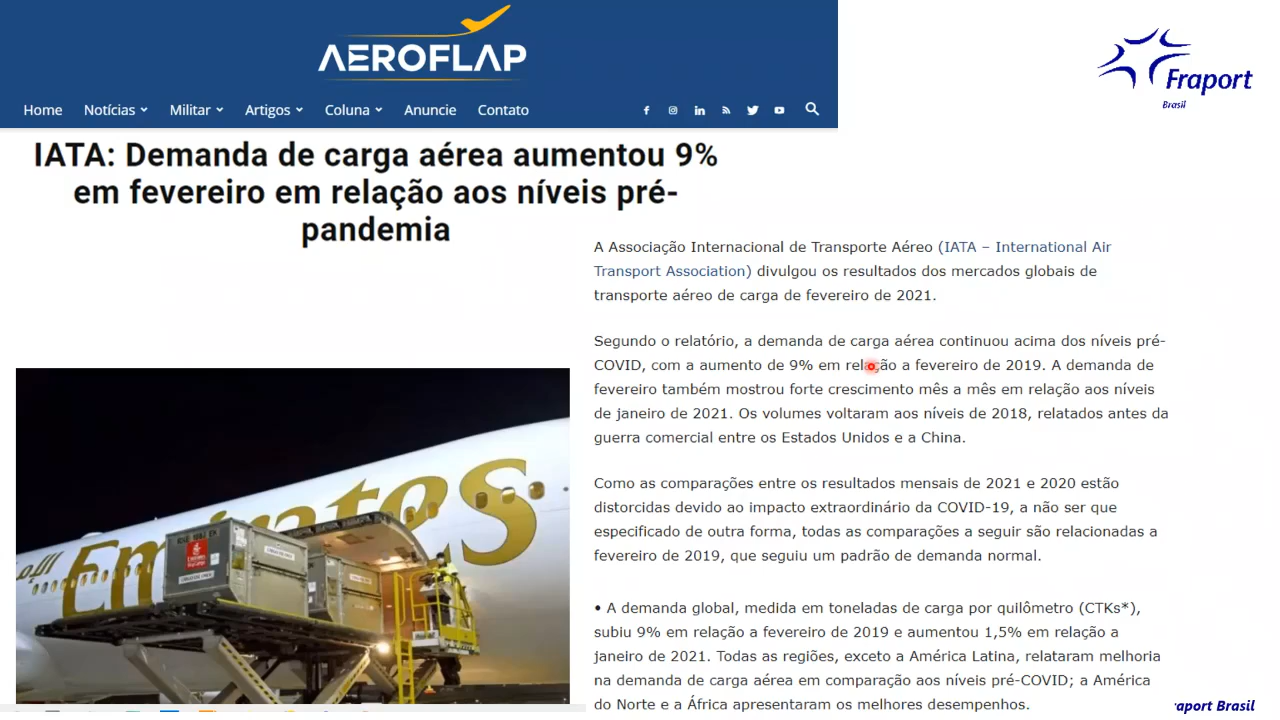 AEROFLAP
Fraport
Brasil
Home Notícias Militar Artigos Coluna Anuncie Contato
IATA: Demanda de carga aérea aumentou 9%
em fevereiro em relação aos níveis pré-
pandemia
A Associação Internacional de Transporte Aéreo (IATA – International Air
Transport Association) divulgou os resultados dos mercados globais de
transporte aéreo de carga de fevereiro de 2021.
Segundo o relatório, a demanda de carga aérea continuou acima dos níveis pré-
COVID, com a aumento de 9% em relação a fevereiro de 2019. A demanda de
fevereiro também mostrou forte crescimento mês a mês em relação aos níveis
de janeiro de 2021. Os volumes voltaram aos níveis de 2018, relatados antes da
guerra comercial entre os Estados Unidos e a China.
Como as comparações entre os resultados mensais de 2021 e 2020 estão
distorcidas devido ao impacto extraordinário da COVID-19, a não ser que
especificado de outra forma, todas as comparações a seguir são relacionadas a
fevereiro de 2019, que seguiu um padrão de demanda normal.
• A demanda global, medida em toneladas de carga por quilômetro (CTKs*),
subiu 9% em relação a fevereiro de 2019 e aumentou 1,5% em relação a
janeiro de 2021. Todas as regiões, exceto a América Latina, relataram melhoria
na demanda de carga aérea em comparação aos níveis pré-COVID; a América
do Norte e a África apresentaram os melhores desempenhos.
Emirates
raport Brasil